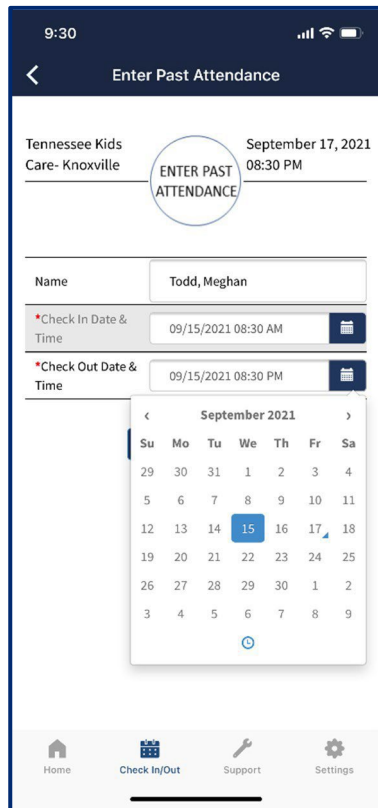 9:30
Enter Past Attendance
Tennessee Kids
Care- Knoxville
ENTER PAST
ATTENDANCE
September 17, 2021
08:30 PM
Name
Todd, Meghan
*Check In Date &
Time
09/15/2021 08:30 AM
*Check Out Date &
Time
09/15/2021 08:30 PM
‹ September 2021 ›
Su Mo Tu We Th Fr Sa
29 30 31 1 2 3 4
5 6 7 8 9 10 11
12 13 14 15 16 17 18
19 20 21 22 23 24 25
26 27 28 29 30 1 2
3 4 5 6 7 8 9
Home Check In/Out Support Settings